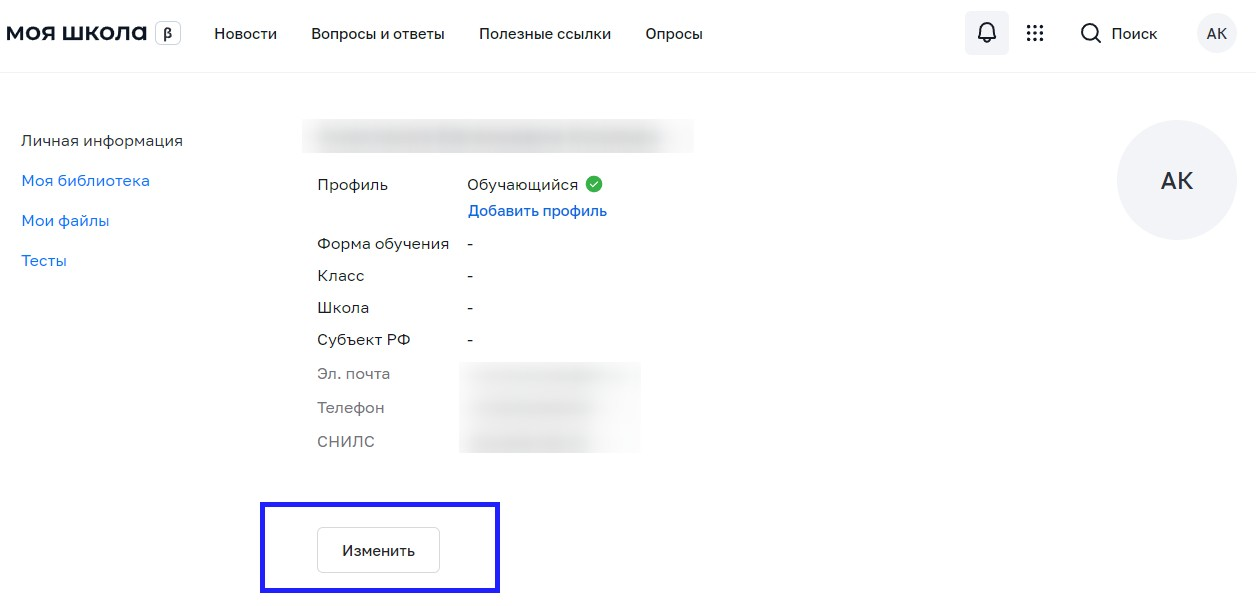 МОЯ ШКОЛА β Новости Вопросы и ответы Полезные ссылки Опросы Поиск АК
Личная информация
Моя библиотека
Мои файлы
Тесты
Профиль Обучающийся
Добавить профиль
Форма обучения -
Класс -
Школа -
Субъект РФ -
Эл. почта
Телефон
СНИЛС
Изменить
АК